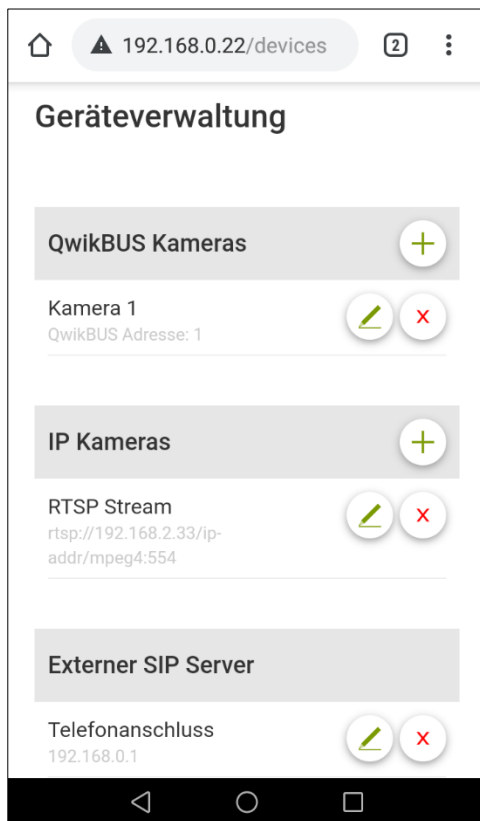 192.168.0.22/devices 2
Geräteverwaltung
QwikBUS Kameras
Kamera 1
QwikBUS Adresse: 1
IP Kameras
RTSP Stream
rtsp://192.168.2.33/ip-
addr/mpeg4:554
Externer SIP Server
Telefonanschluss
192.168.0.1